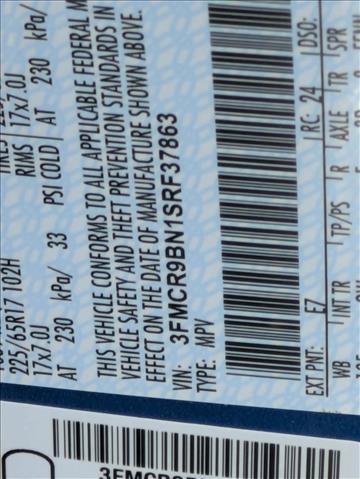 TIRES 225/
RIMS 17x7.0J
PSI COLD AT 230 kPa/
225/65R17 102H
17x7.0J
AT 230 kPa/ 33
THIS VEHICLE CONFORMS TO ALL APPLICABLE FEDERAL M
VEHICLE SAFETY AND THEFT PREVENTION STANDARDS IN
EFFECT ON THE DATE OF MANUFACTURE SHOWN ABOVE.
VIN: 3FMCR9BN1SRF37863
TYPE: MPV
EXT PNT: E7 RC: 24 DSO:
WB INT TR TP/PS R AXLE TR SPR